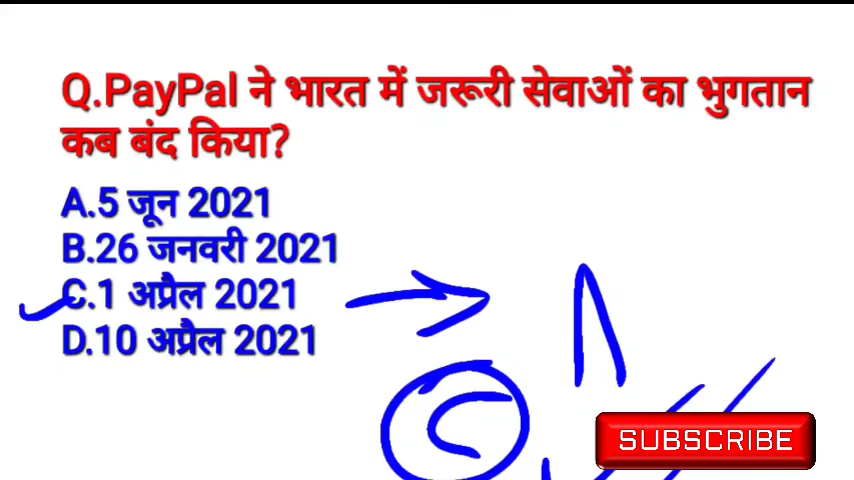 Q.PayPal ने भारत में जरूरी सेवाओं का भुगतान
कब बंद किया?
A.5 जून 2021
B.26 जनवरी 2021
C.1 अप्रैल 2021
D.10 अप्रैल 2021
C
SUBSCRIBE